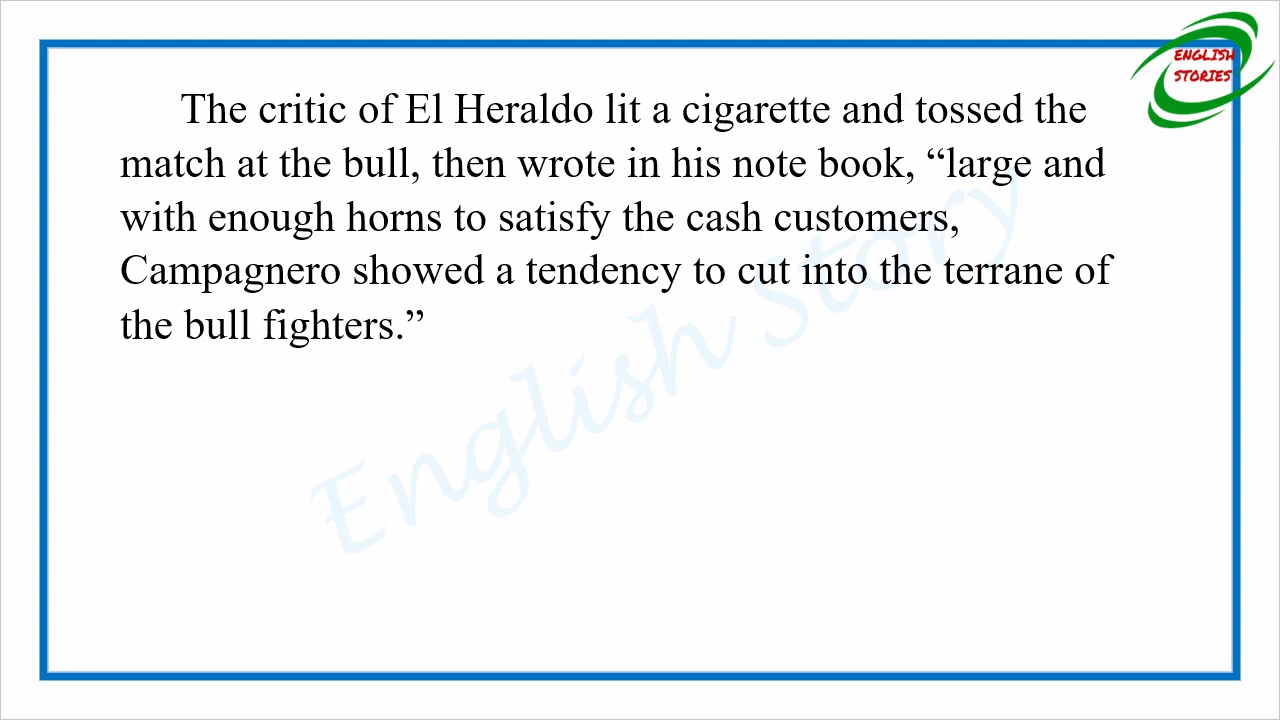 ENGLISH
STORIES
The critic of El Heraldo lit a cigarette and tossed the
match at the bull, then wrote in his note book, “large and
with enough horns to satisfy the cash customers,
Campagnero showed a tendency to cut into the terrane of
the bull fighters.”
English Story